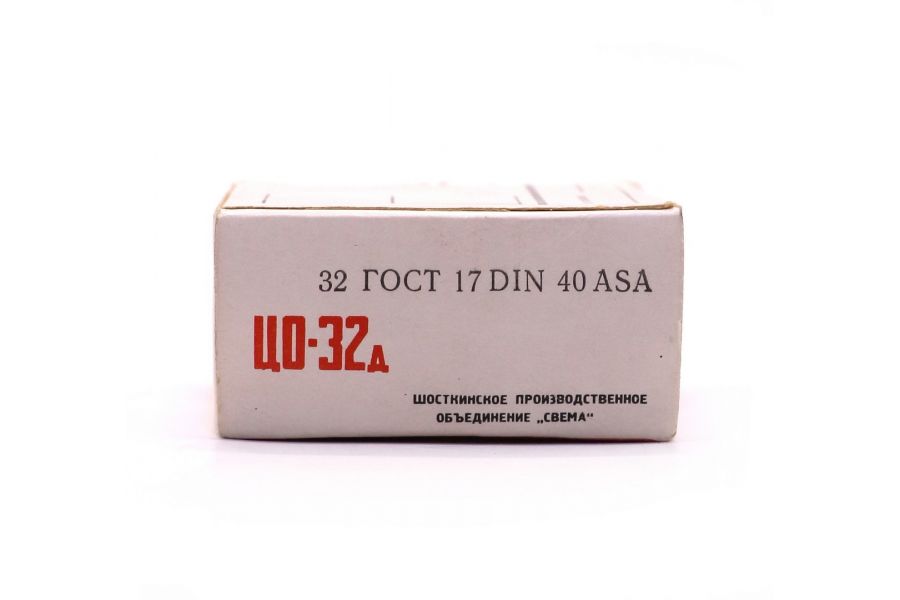 32 ГОСТ 17 DIN 40 ASA
ЦО-32д
ШОСТКИНСКОЕ ПРОИЗВОДСТВЕННОЕ
ОБЪЕДИНЕНИЕ „СВЕМА“